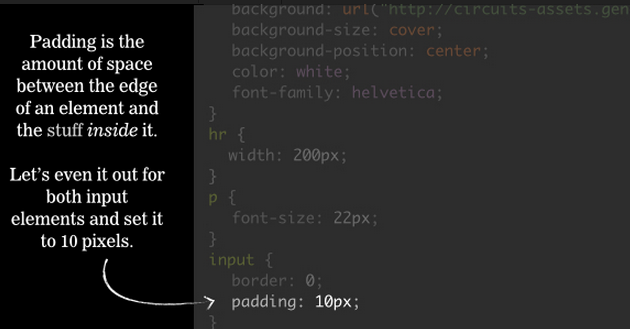 Padding is the
amount of space
between the edge
of an element and
the stuff inside it.
Let's even it out for
both input
elements and set it
to 10 pixels.
background: url("http://circuits-assets.gen
background-size: cover;
background-position: center;
color: white;
font-family: helvetica;
}
hr {
width: 200px;
}
p {
font-size: 22px;
}
input {
border: 0;
padding: 10px;
}